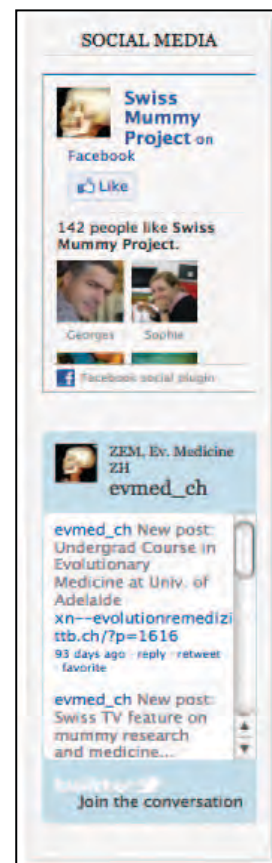 SOCIAL MEDIA
Swiss
Mummy
Project on
Facebook
Like
142 people like Swiss
Mummy Project.
Georges Sophie
Facebook social plugin
ZEM, Ev. Medicine
ZH
evmed_ch
evmed_ch New post:
Undergrad Course in
Evolutionary
Medicine at Univ. of
Adelaide
xn--evolutionremedizi
ttb.ch/?p=1616
93 days ago · reply · retweet
· favorite
evmed_ch New post:
Swiss TV feature on
mummy research
and medicine...
Join the conversation